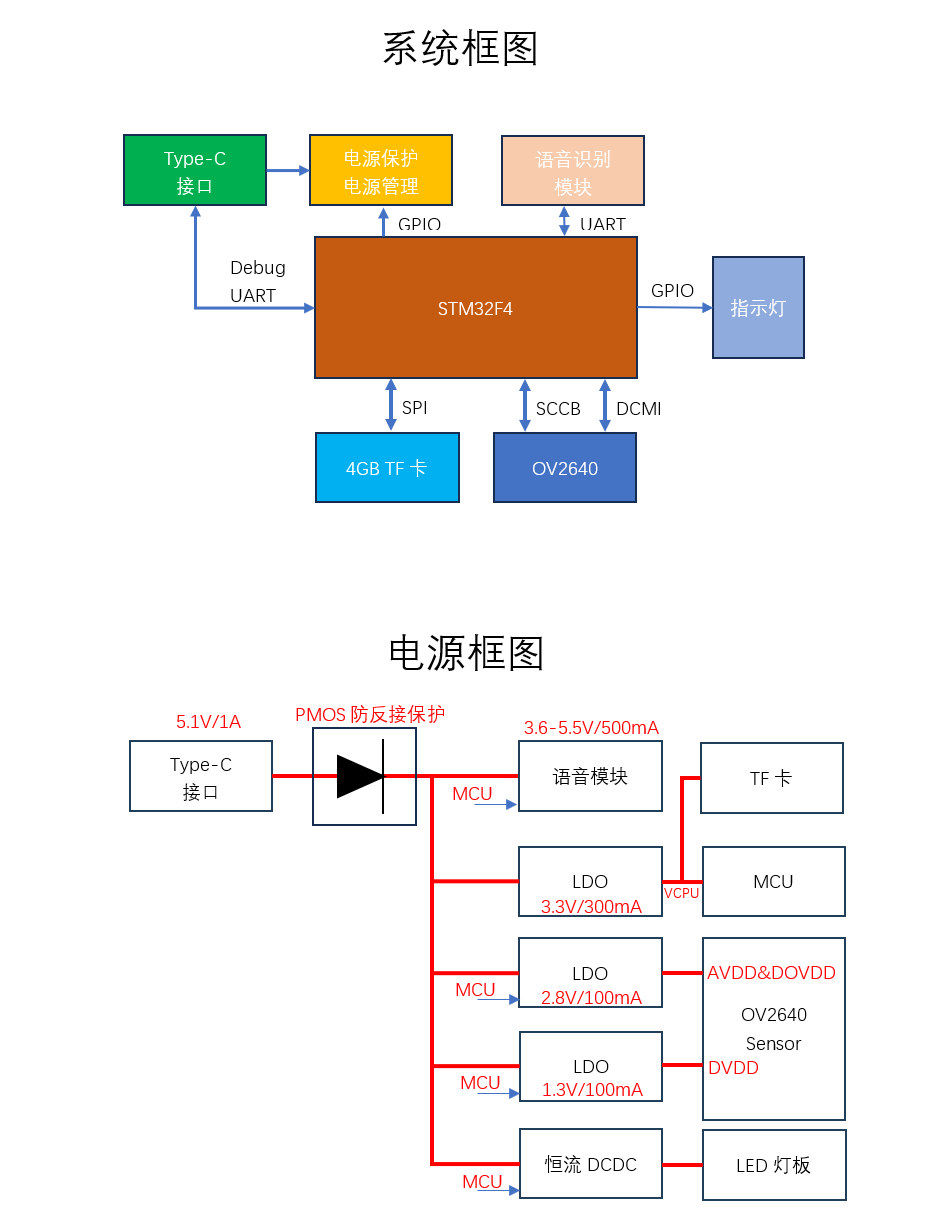 系统框图
Type-C
接口
电源保护
电源管理
语音识别
模块
GPIO
UART
Debug
UART
STM32F4
GPIO
指示灯
SPI
SCCB
DCMI
4GB TF 卡
OV2640
电源框图
5.1V/1A
PMOS 防反接保护
3.6-5.5V/500mA
Type-C
接口
语音模块
TF 卡
MCU
LDO
3.3V/300mA
VCPU
MCU
LDO
2.8V/100mA
MCU
AVDD&DOVDD
OV2640
Sensor
DVDD
LDO
1.3V/100mA
MCU
恒流 DCDC
MCU
LED 灯板